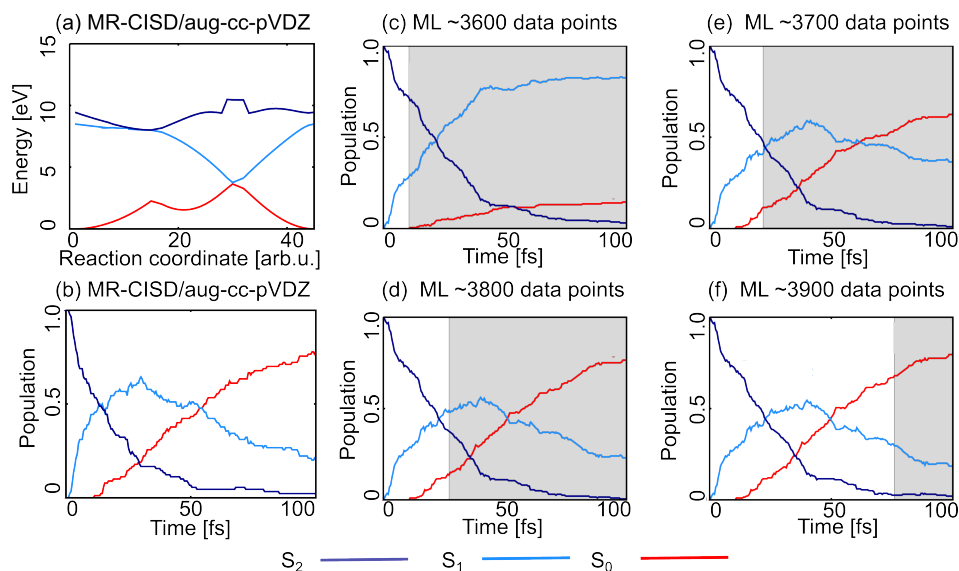 (a) MR-CISD/aug-cc-pVDZ
15
10
5
0
Energy [eV]
0 20 40
Reaction coordinate [arb.u.]
(b) MR-CISD/aug-cc-pVDZ
1.0
0.5
0
Population
0 50 100
Time [fs]
(c) ML ~3600 data points
1.0
0.5
0
Population
0 50 100
Time [fs]
(d) ML ~3800 data points
1.0
0.5
0
Population
0 50 100
Time [fs]
(e) ML ~3700 data points
1.0
0.5
0
Population
0 50 100
Time [fs]
(f) ML ~3900 data points
1.0
0.5
0
Population
0 50 100
Time [fs]
S₂ S₁ S₀